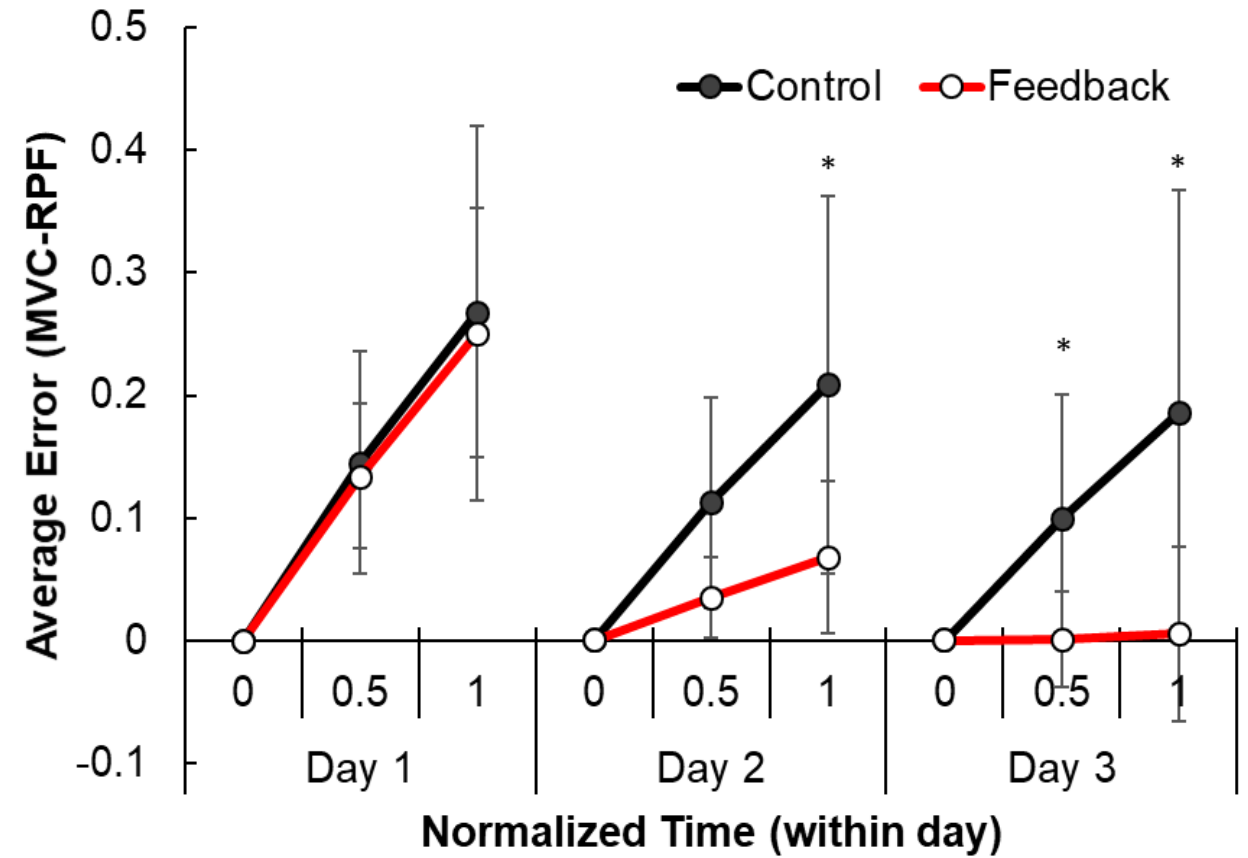 0.5
Control Feedback
0.4
* *
0.3
*
0.2
0.1
0
-0.1
Average Error (MVC-RPF)
0 0.5 1 0 0.5 1 0 0.5 1
Day 1 Day 2 Day 3
Normalized Time (within day)